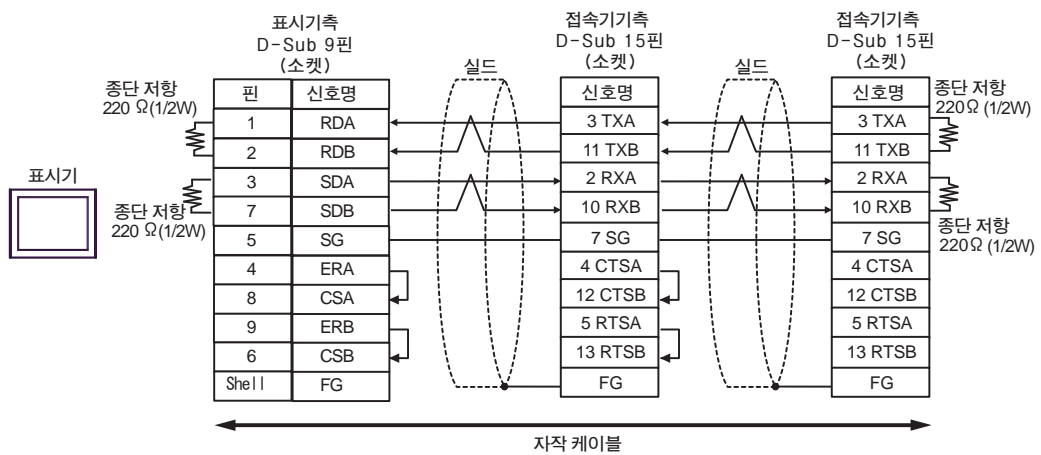 표시기측
D-Sub 9핀
(소켓)
접속기기측
D-Sub 15핀
(소켓)
접속기기측
D-Sub 15핀
(소켓)
실드
실드
종단 저항
220 Ω(1/2W)
종단 저항
220Ω (1/2W)
핀 신호명 신호명 신호명
1 RDA 3 TXA 3 TXA
2 RDB 11 TXB 11 TXB
3 SDA 2 RXA 2 RXA
7 SDB 10 RXB 10 RXB
5 SG 7 SG 7 SG
4 ERA 4 CTSA 4 CTSA
8 CSA 12 CTSB 12 CTSB
9 ERB 5 RTSA 5 RTSA
6 CSB 13 RTSB 13 RTSB
Shell FG FG FG
표시기
종단 저항
220 Ω(1/2W)
종단 저항
220Ω (1/2W)
자작 케이블